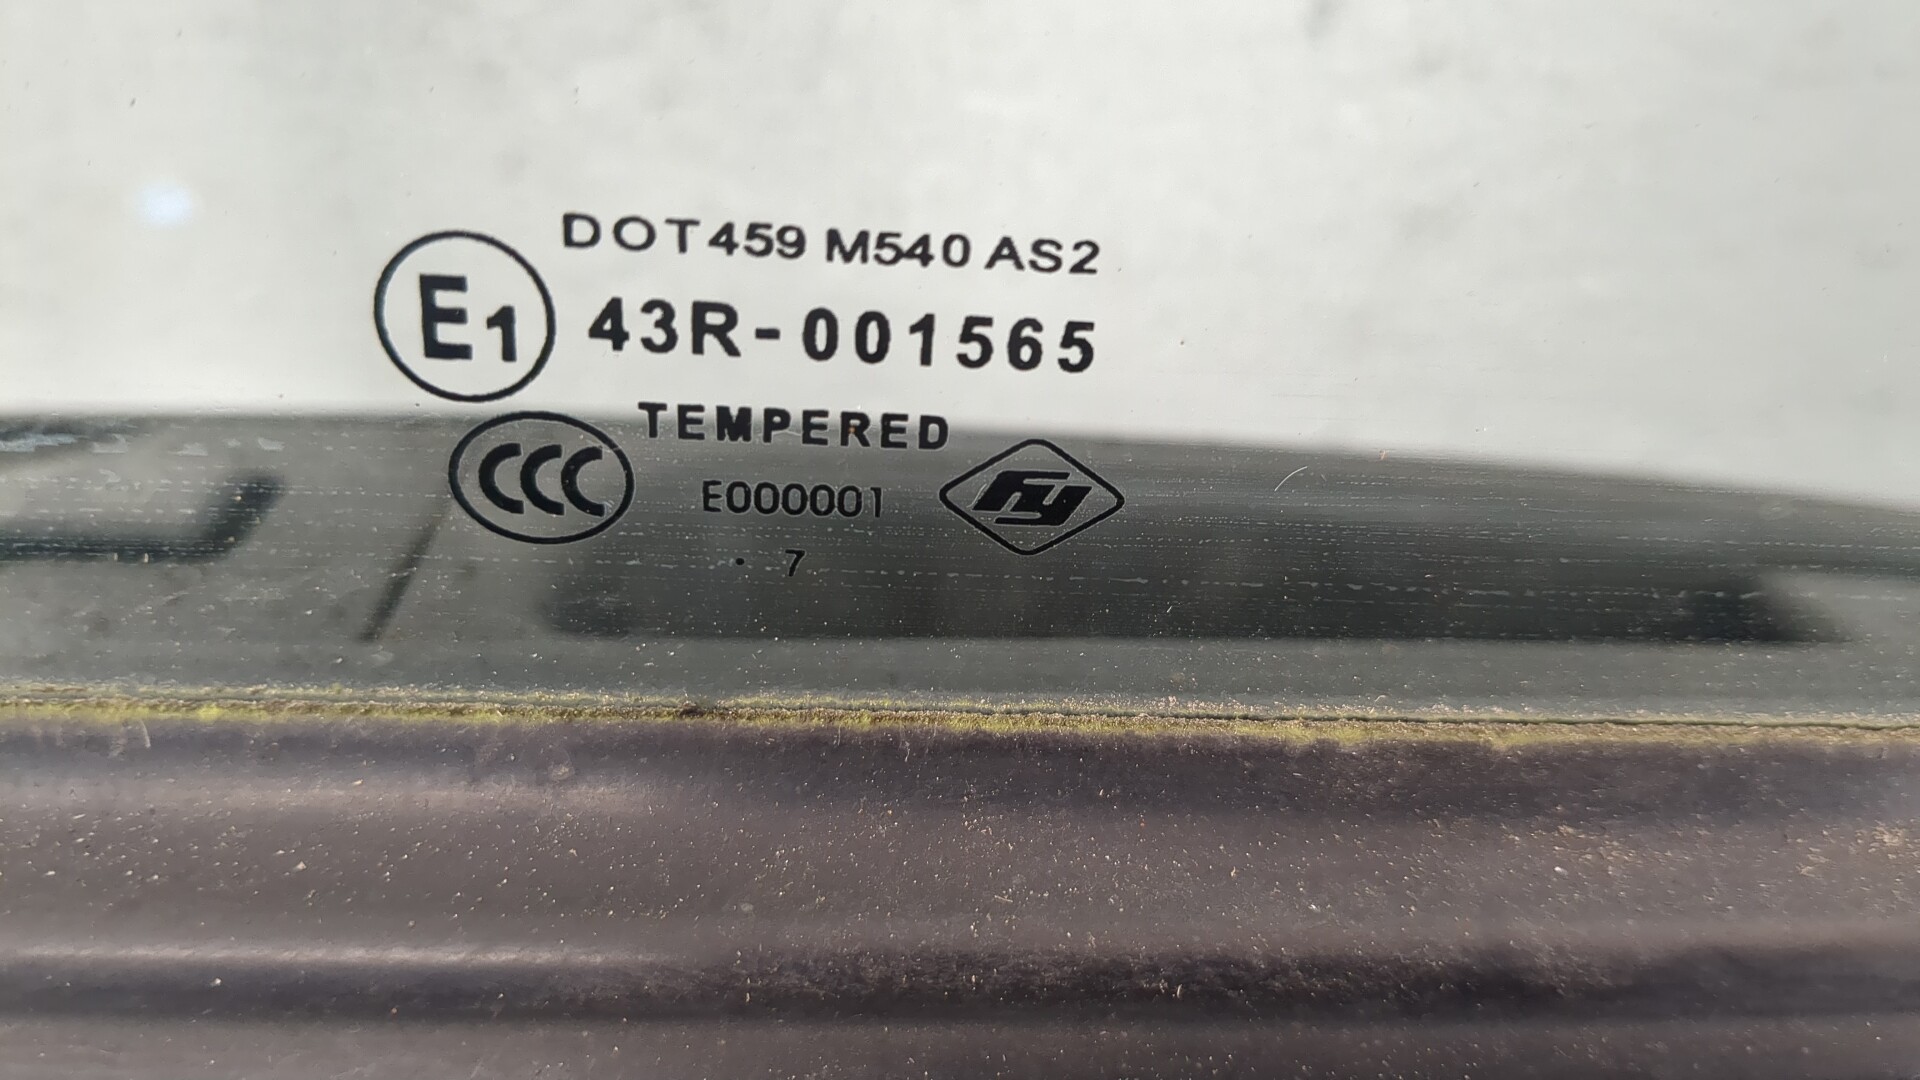 DOT459 M540 AS2
E1 43R-001565
TEMPERED
CCC E000001 fy
. 7